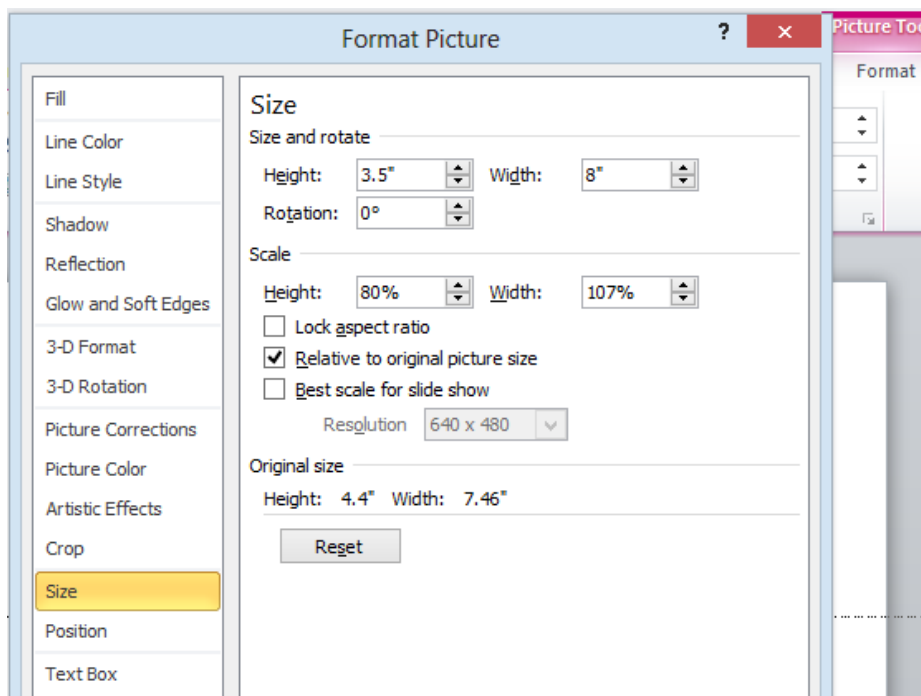 Format Picture ? ×
Picture Too
Format
Fill
Line Color
Line Style
Shadow
Reflection
Glow and Soft Edges
3-D Format
3-D Rotation
Picture Corrections
Picture Color
Artistic Effects
Crop
Size
Position
Text Box
Size
Size and rotate
Height: 3.5" Width: 8"
Rotation: 0°
Scale
Height: 80% Width: 107%
Lock aspect ratio
Relative to original picture size
Best scale for slide show
Resolution 640 x 480
Original size
Height: 4.4" Width: 7.46"
Reset